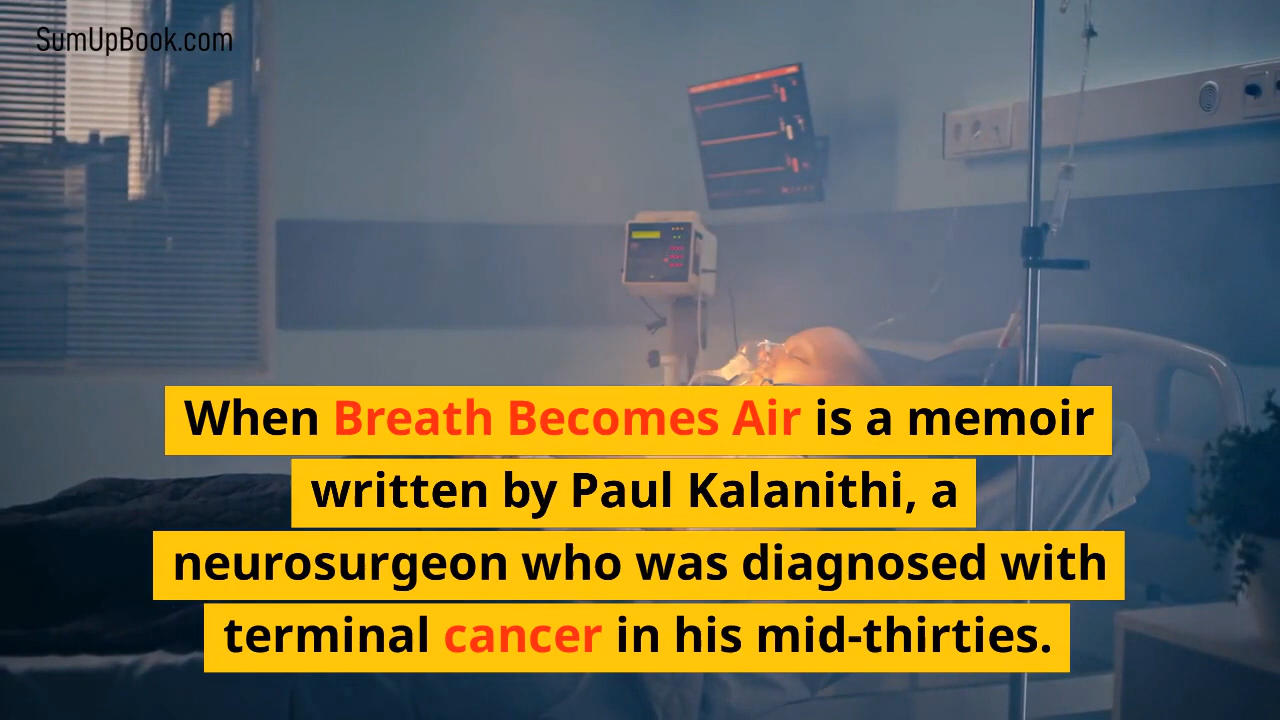 SumUpBook.com
When Breath Becomes Air is a memoir
written by Paul Kalanithi, a
neurosurgeon who was diagnosed with
terminal cancer in his mid-thirties.